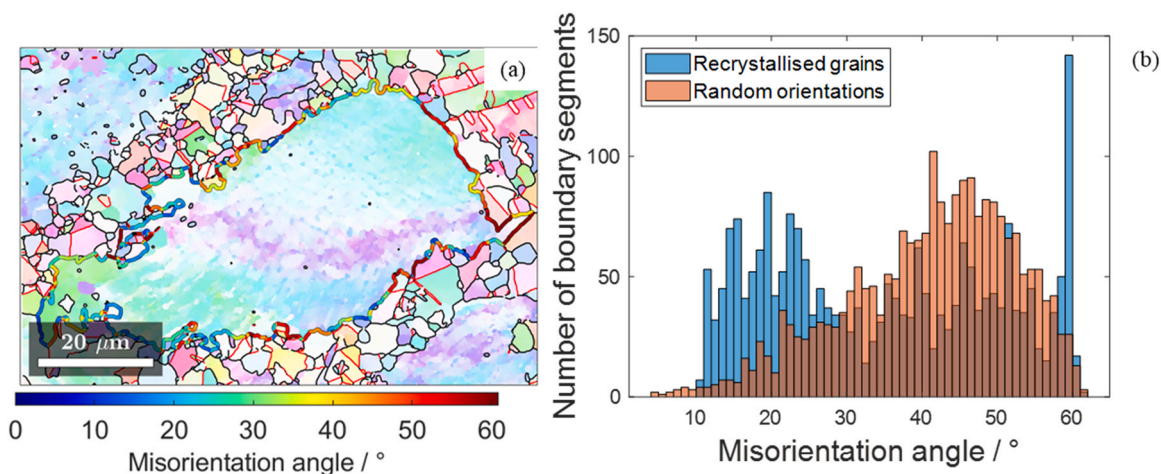 (a)
20 μm
0 10 20 30 40 50 60
Misorientation angle / °
(b)
Number of boundary segments
150
100
50
0
Recrystallised grains
Random orientations
10 20 30 40 50 60
Misorientation angle / °